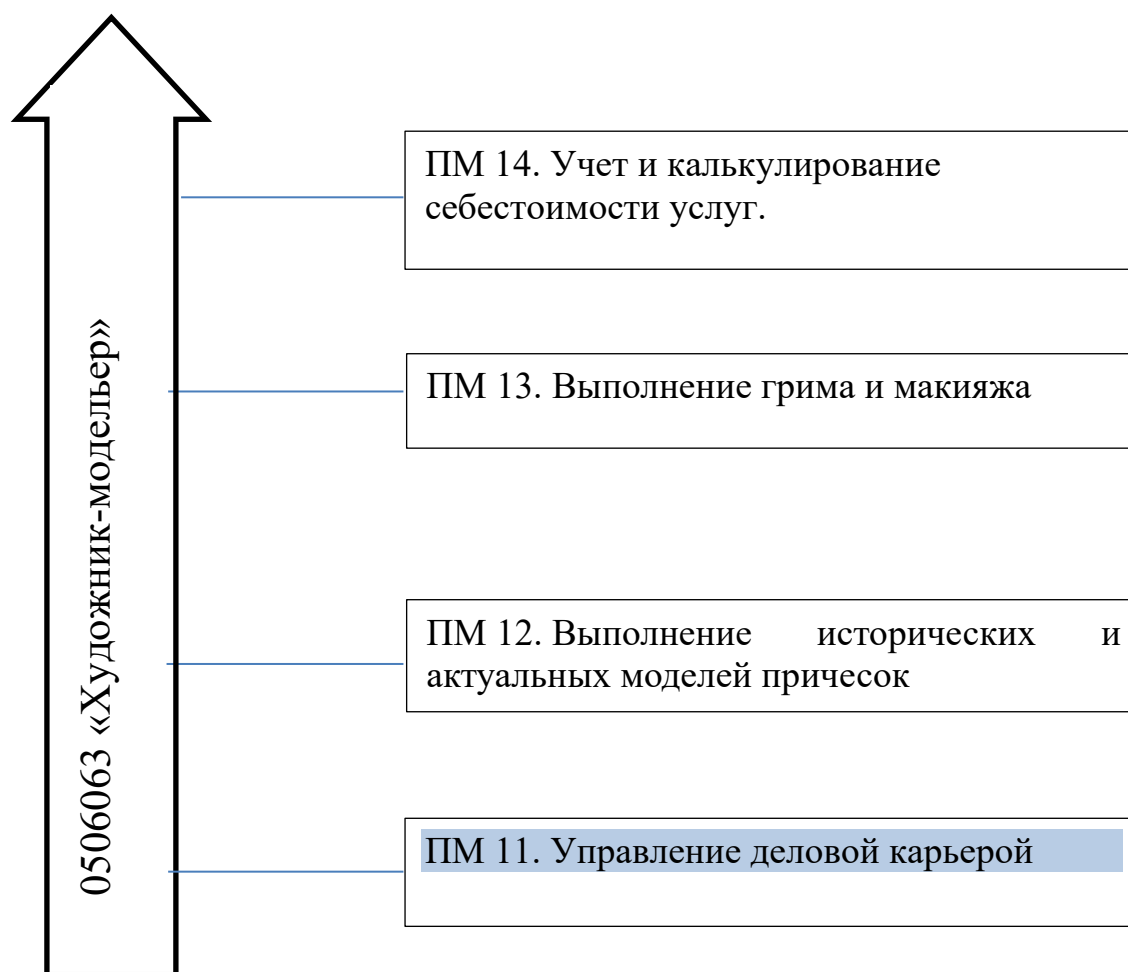 ПМ 14. Учет и калькулирование
себестоимости услуг.
ПМ 13. Выполнение грима и макияжа
ПМ 12. Выполнение исторических и
актуальных моделей причесок
ПМ 11. Управление деловой карьерой
0506063 «Художник-модельер»